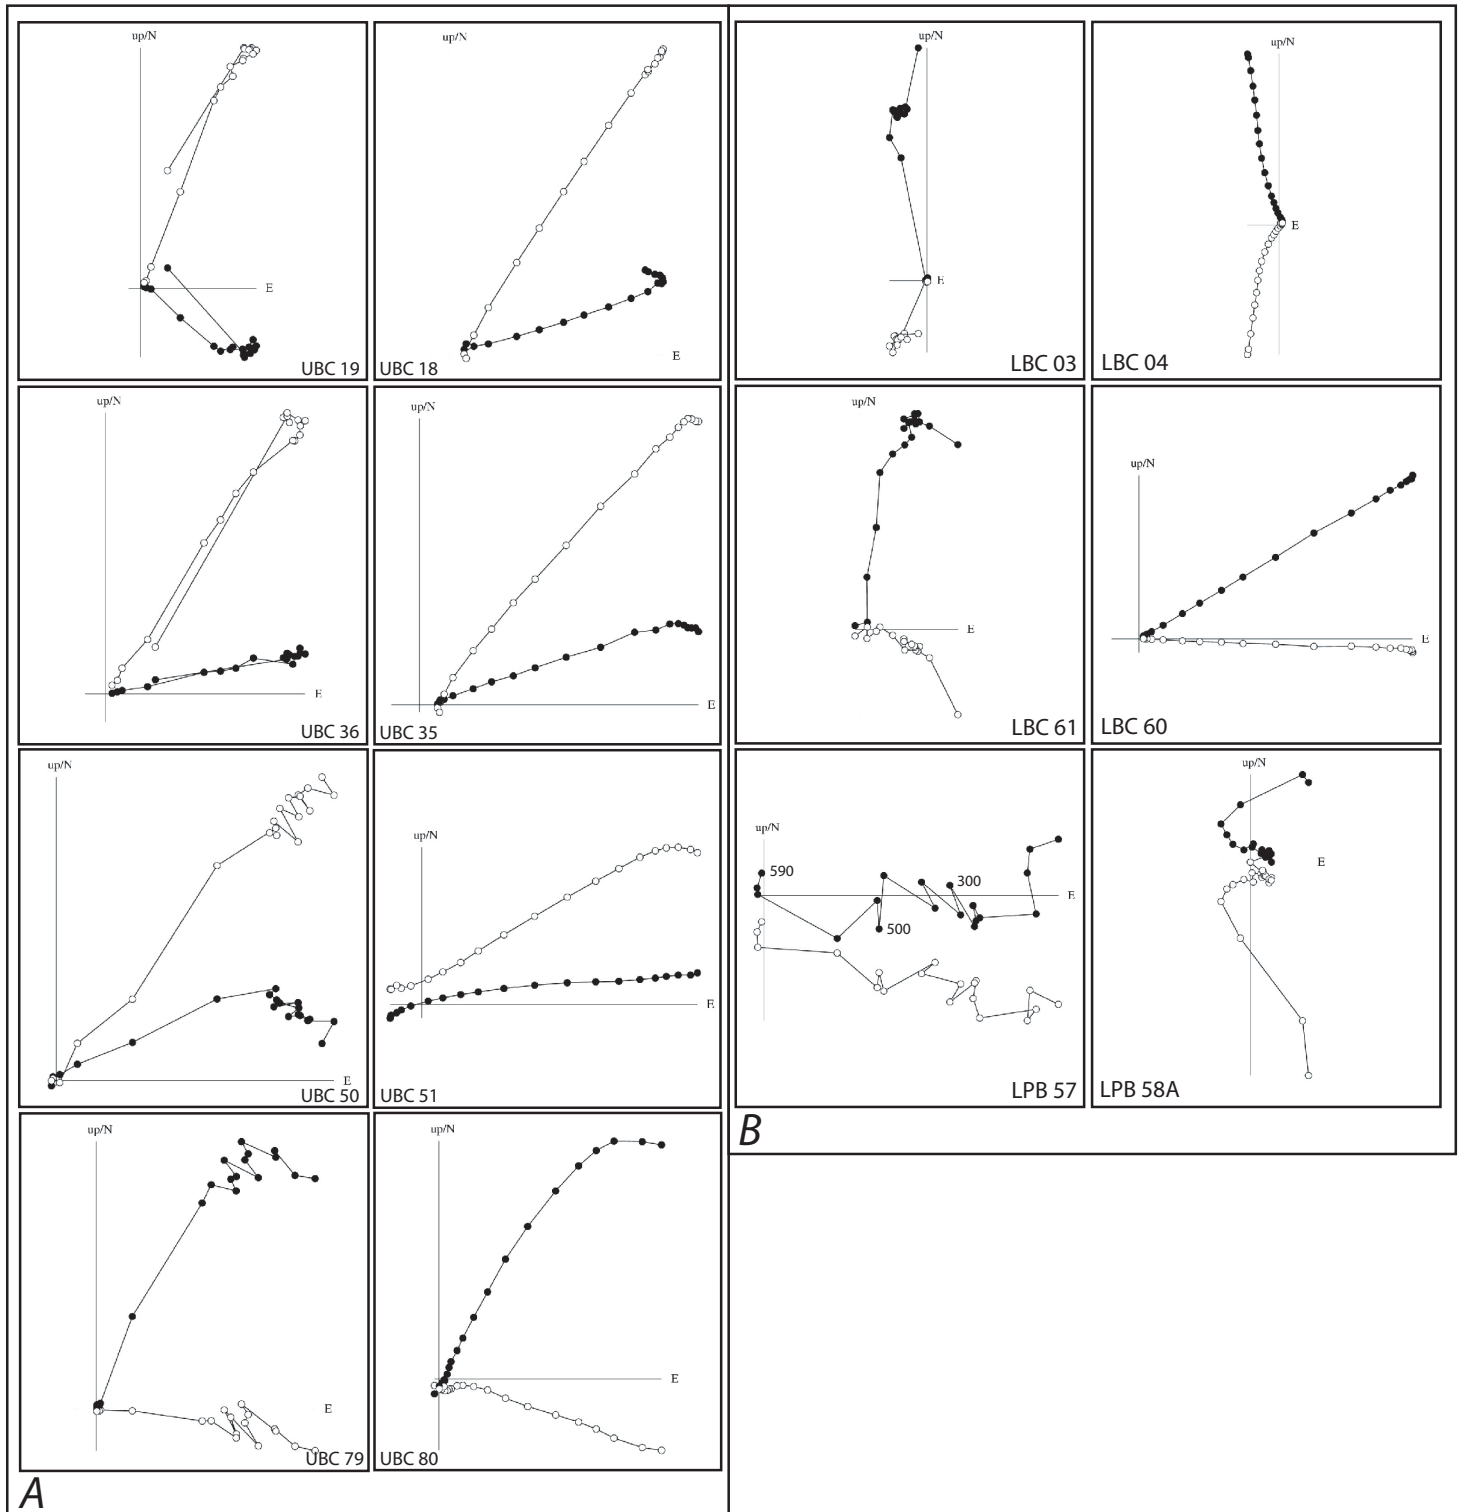 up/N
E
UBC 19
up/N
E
UBC 18
up/N
E
UBC 36
up/N
E
UBC 35
up/N
E
UBC 50
up/N
E
UBC 51
up/N
E
UBC 79
up/N
E
UBC 80
A
up/N
E
LBC 03
up/N
E
LBC 04
up/N
E
LBC 61
up/N
E
LBC 60
up/N
590
300
E
500
LPB 57
up/N
E
LPB 58A
B